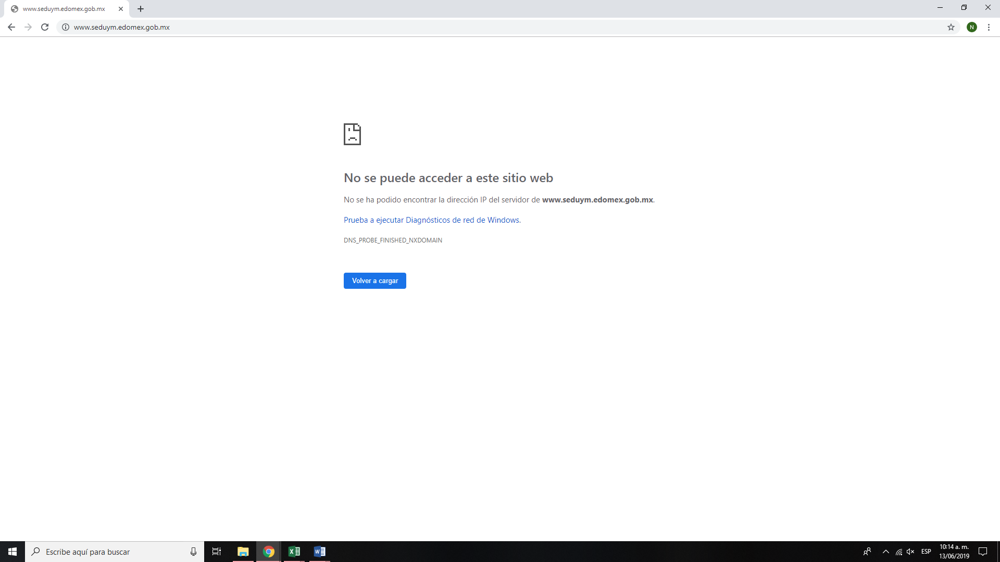 www.seduym.edomex.gob.mx
www.seduym.edomex.gob.mx
N
No se puede acceder a este sitio web
No se ha podido encontrar la dirección IP del servidor de www.seduym.edomex.gob.mx.
Prueba a ejecutar Diagnósticos de red de Windows.
DNS_PROBE_FINISHED_NXDOMAIN
Volver a cargar
Escribe aquí para buscar
ESP
10:14 a. m.
13/06/2019